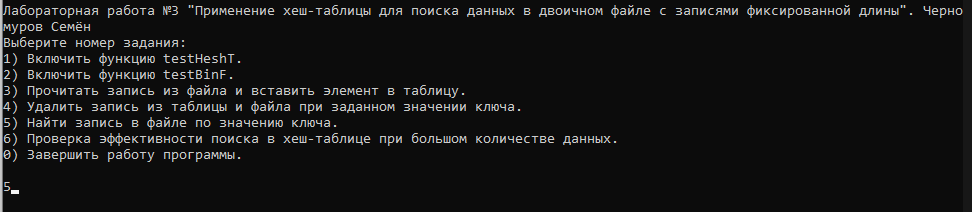 Лабораторная работа №3 "Применение хеш-таблицы для поиска данных в двоичном файле с записями фиксированной длины". Черно
муров Семён
Выберите номер задания:
1) Включить функцию testHeshT.
2) Включить функцию testBinF.
3) Прочитать запись из файла и вставить элемент в таблицу.
4) Удалить запись из таблицы и файла при заданном значении ключа.
5) Найти запись в файле по значению ключа.
6) Проверка эффективности поиска в хеш-таблице при большом количестве данных.
0) Завершить работу программы.
5